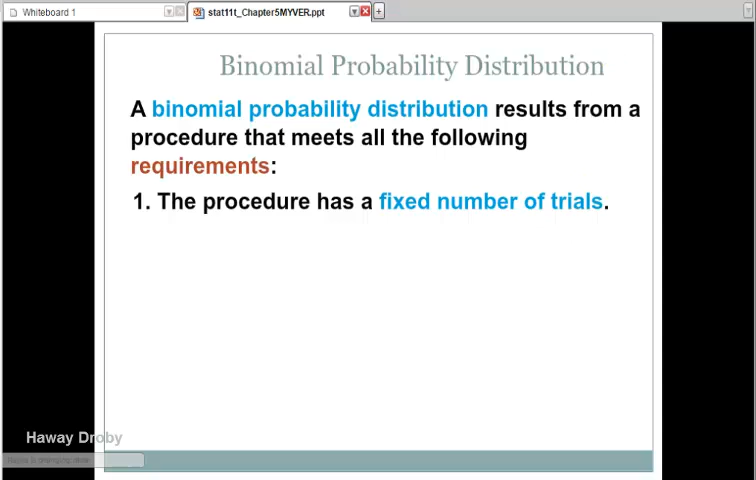 Whiteboard 1
stat11t_Chapter5MYVER.ppt
Binomial Probability Distribution
A binomial probability distribution results from a
procedure that meets all the following
requirements:
1. The procedure has a fixed number of trials.
Haway Droby